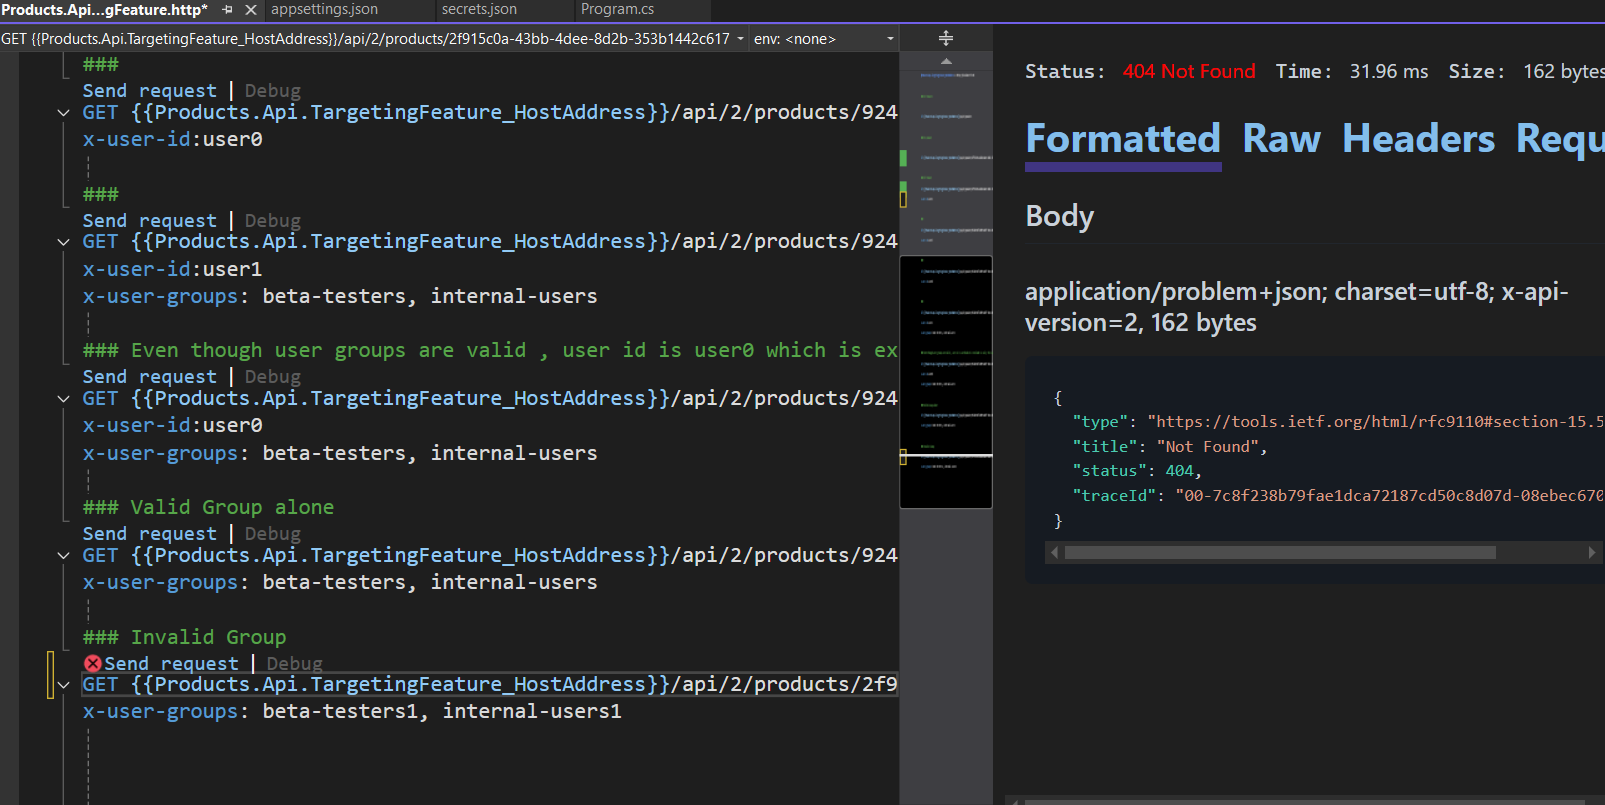 Products.Api...gFeature.http*
appsettings.json
secrets.json
Program.cs
GET {{Products.Api.TargetingFeature_HostAddress}}/api/2/products/2f915c0a-43bb-4dee-8d2b-353b1442c617
env: <none>
###
Send request | Debug
GET {{Products.Api.TargetingFeature_HostAddress}}/api/2/products/924
x-user-id:user0
###
Send request | Debug
GET {{Products.Api.TargetingFeature_HostAddress}}/api/2/products/924
x-user-id:user1
x-user-groups: beta-testers, internal-users
### Even though user groups are valid , user id is user0 which is ex
Send request | Debug
GET {{Products.Api.TargetingFeature_HostAddress}}/api/2/products/924
x-user-id:user0
x-user-groups: beta-testers, internal-users
### Valid Group alone
Send request | Debug
GET {{Products.Api.TargetingFeature_HostAddress}}/api/2/products/924
x-user-groups: beta-testers, internal-users
### Invalid Group
Send request | Debug
GET {{Products.Api.TargetingFeature_HostAddress}}/api/2/products/2f9
x-user-groups: beta-testers1, internal-users1
Status: 404 Not Found Time: 31.96 ms Size: 162 bytes
Formatted Raw Headers Requ
Body
application/problem+json; charset=utf-8; x-api-
version=2, 162 bytes
{
"type": "https://tools.ietf.org/html/rfc9110#section-15.5
"title": "Not Found",
"status": 404,
"traceId": "00-7c8f238b79fae1dca72187cd50c8d07d-08ebec670
}